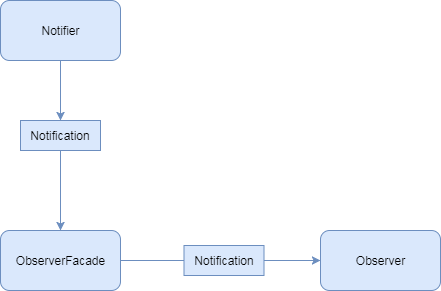 Notifier
Notification
ObserverFacade
Notification
Observer